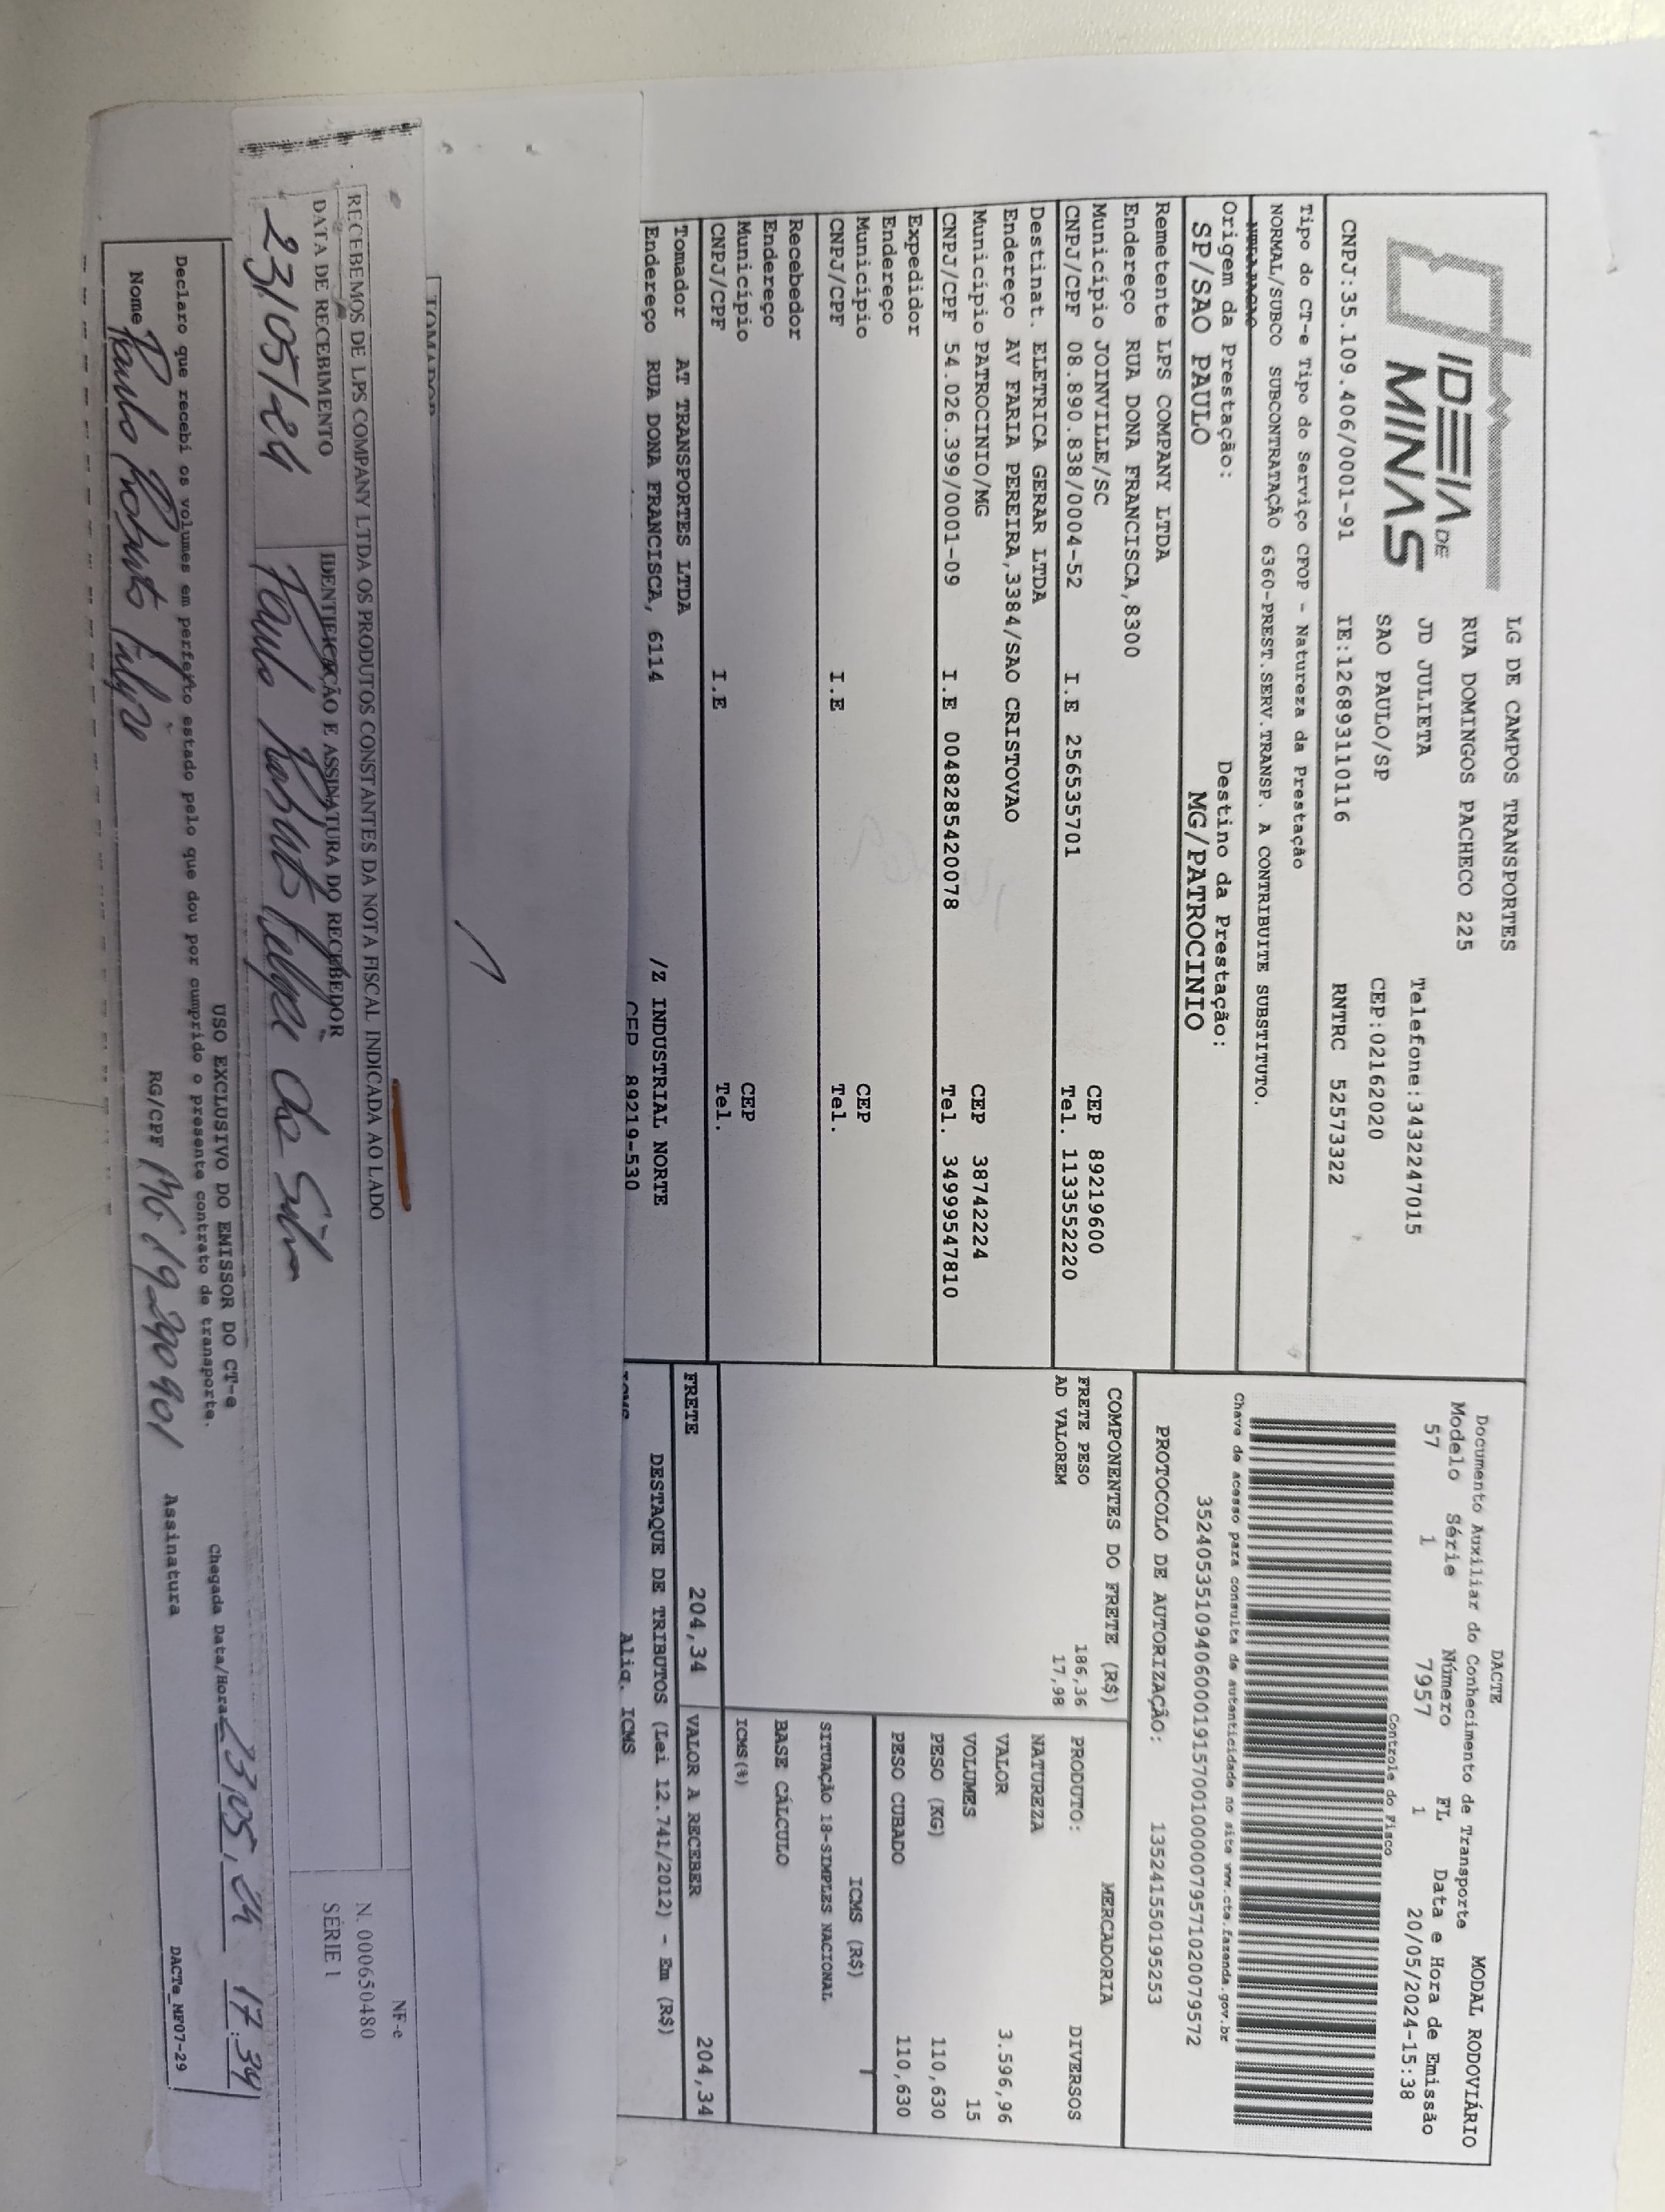 IDEIA DE
MINAS
LG DE CAMPOS TRANSPORTES
RUA DOMINGOS PACHECO 225
JD JULIETA
Telefone:3432247015
SAO PAULO/SP
CEP:02162020
CNPJ:35.109.406/0001-91 IE:126893110116 RNTRC 52573322
DACTE MODAL RODOVIÁRIO
Documento Auxiliar do Conhecimento de Transporte
Modelo Série Número FL Data e Hora de Emissão
57 1 7957 1 20/05/2024-15:38
Controle do Fisco
Chave de acesso para consulta de autenticidade no site www.cte.fazenda.gov.br
35240535109406000191570010000079571020079572
PROTOCOLO DE AUTORIZAÇÃO: 135241550195253
Tipo do CT-e Tipo do Serviço CFOP - Natureza da Prestação
NORMAL/SUBCO SUBCONTRATAÇÃO 6360-PREST.SERV.TRANSP. A CONTRIBUITE SUBSTITUTO.
Origem da Prestação: Destino da Prestação:
SP/SAO PAULO MG/PATROCINIO
Remetente LPS COMPANY LTDA
Endereço RUA DONA FRANCISCA,8300
Município JOINVILLE/SC CEP 89219600
CNPJ/CPF 08.890.838/0004-52 I.E 256535701 Tel. 1133552220
Destinat. ELETRICA GERAR LTDA
Endereço AV FARIA PEREIRA,3384/SAO CRISTOVAO
Município PATROCINIO/MG CEP 38742224
CNPJ/CPF 54.026.399/0001-09 I.E 0048285420078 Tel. 34999547810
Expedidor
Endereço
Município CEP
CNPJ/CPF I.E Tel.
Recebedor
Endereço
Município CEP
CNPJ/CPF I.E Tel.
Tomador AT TRANSPORTES LTDA
Endereço RUA DONA FRANCISCA, 6114 /Z INDUSTRIAL NORTE
CEP 89219-530
COMPONENTES DO FRETE (R$)
FRETE PESO 186,36
AD VALOREM 17,98
MERCADORIA
PRODUTO: DIVERSOS
NATUREZA
VALOR 3.596,96
VOLUMES 15
PESO (KG) 110,630
PESO CUBADO 110,630
ICMS (R$)
SITUAÇÃO 18-SIMPLES NACIONAL
BASE CÁLCULO
ICMS(%)
FRETE 204,34 VALOR A RECEBER 204,34
DESTAQUE DE TRIBUTOS (Lei 12.741/2012) - Em (R$)
ICMS Aliq. ICMS
TOMADOR
RECEBEMOS DE LPS COMPANY LTDA OS PRODUTOS CONSTANTES DA NOTA FISCAL INDICADA AO LADO
DATA DE RECEBIMENTO IDENTIFICAÇÃO E ASSINATURA DO RECEBEDOR
23/05/24 Paulo Roberto Felipe da Silva
NF-e
N. 000650480
SÉRIE 1
USO EXCLUSIVO DO EMISSOR DO CT-e
Declaro que recebi os volumes em perfeito estado pelo que dou por cumprido o presente contrato de transporte.
Chegada Data/Hora 23/05/24 17:34
Nome Paulo Roberto Felipe RG/CPF MG 19290901 Assinatura
DACTe_MF07-29